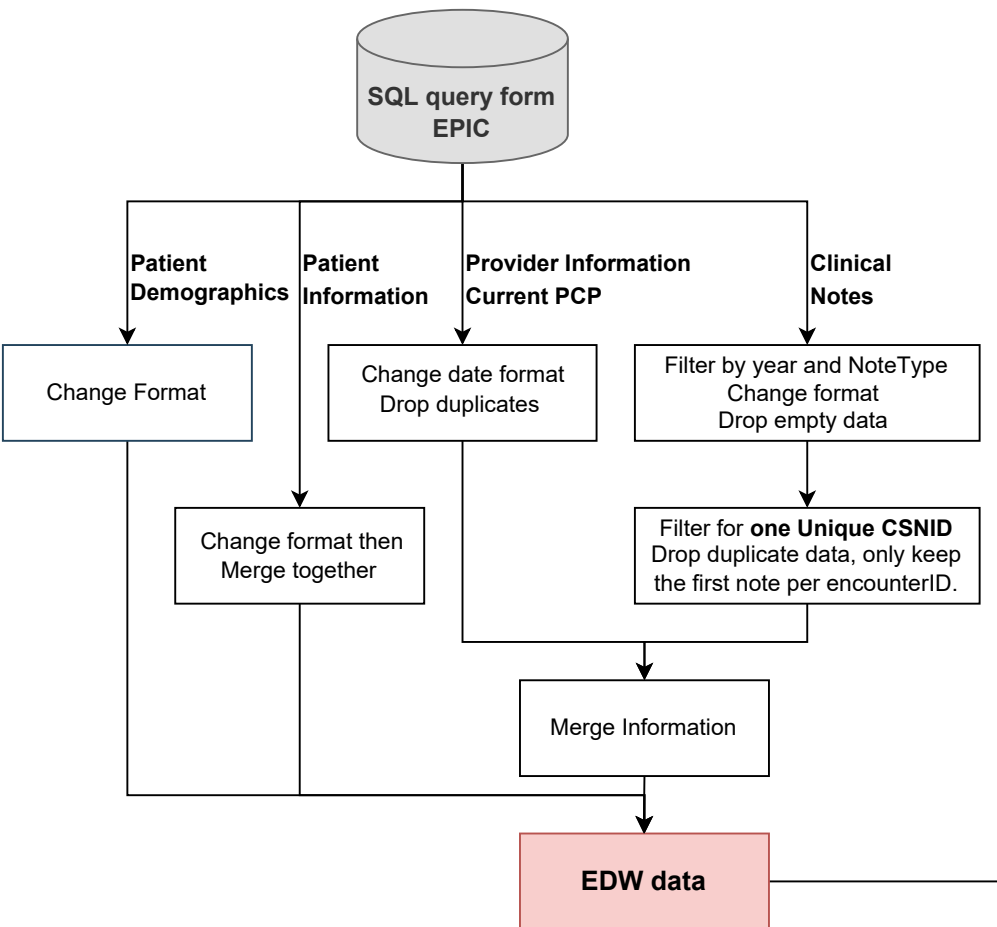 SQL query form
EPIC
Patient
Demographics
Patient
Information
Provider Information
Current PCP
Clinical
Notes
Change Format
Change date format
Drop duplicates
Filter by year and NoteType
Change format
Drop empty data
Change format then
Merge together
Filter for one Unique CSNID
Drop duplicate data, only keep
the first note per encounterID.
Merge Information
EDW data